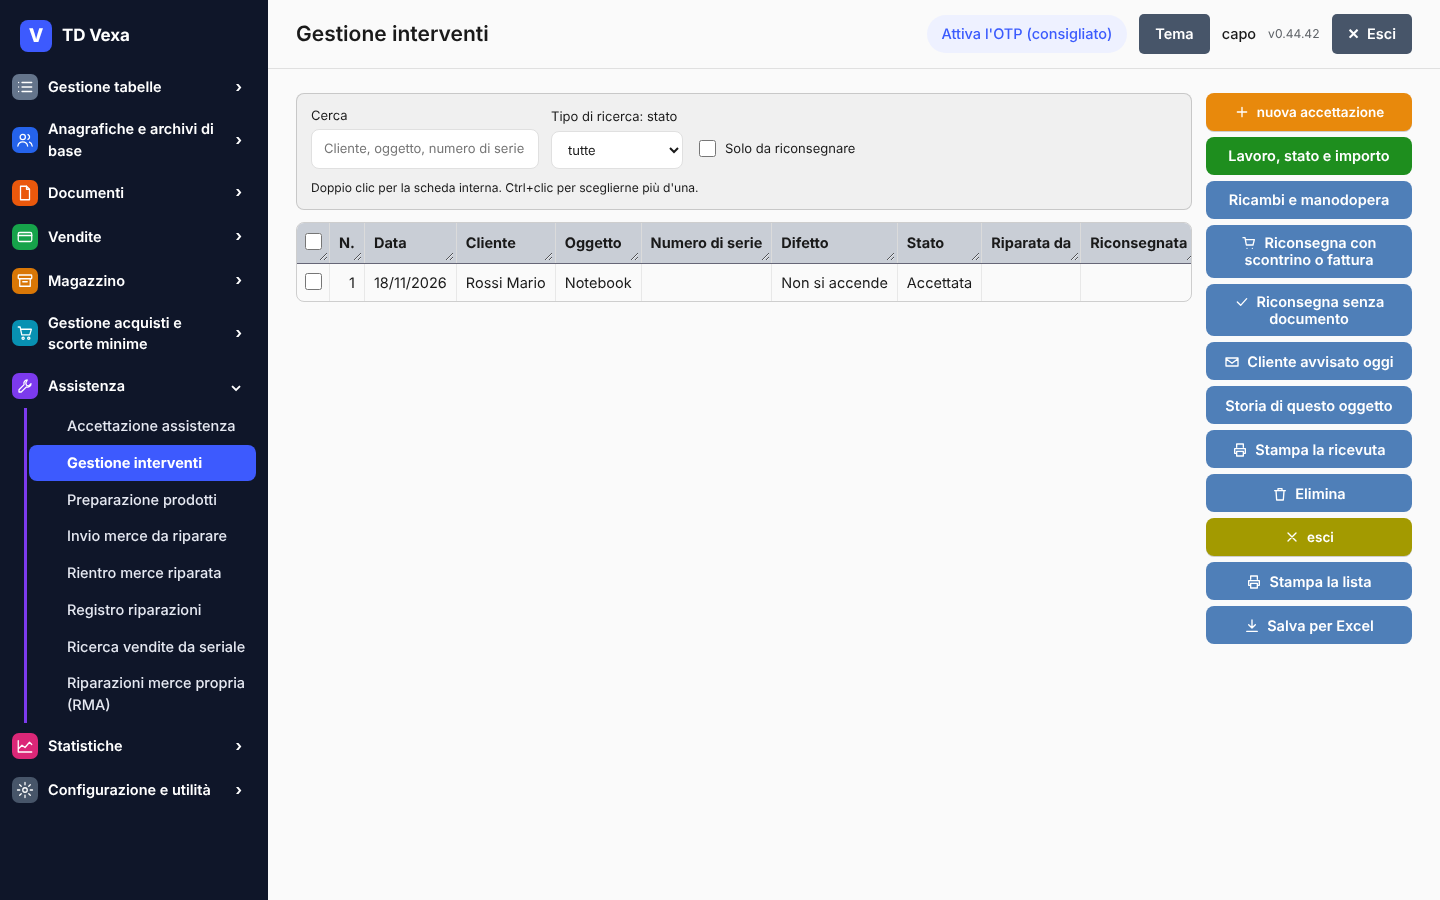 V TD Vexa
Gestione tabelle
Anagrafiche e archivi di
base
Documenti
Vendite
Magazzino
Gestione acquisti e
scorte minime
Assistenza
Accettazione assistenza
Gestione interventi
Preparazione prodotti
Invio merce da riparare
Rientro merce riparata
Registro riparazioni
Ricerca vendite da seriale
Riparazioni merce propria
(RMA)
Statistiche
Configurazione e utilità
Gestione interventi
Attiva l'OTP (consigliato)
Tema
capo
v0.44.42
Esci
Cerca
Cliente, oggetto, numero di serie
Tipo di ricerca: stato
tutte
Solo da riconsegnare
Doppio clic per la scheda interna. Ctrl+clic per sceglierne più d'una.
N. Data Cliente Oggetto Numero di serie Difetto Stato Riparata da Riconsegnata
1 18/11/2026 Rossi Mario Notebook Non si accende Accettata
nuova accettazione
Lavoro, stato e importo
Ricambi e manodopera
Riconsegna con
scontrino o fattura
Riconsegna senza
documento
Cliente avvisato oggi
Storia di questo oggetto
Stampa la ricevuta
Elimina
esci
Stampa la lista
Salva per Excel